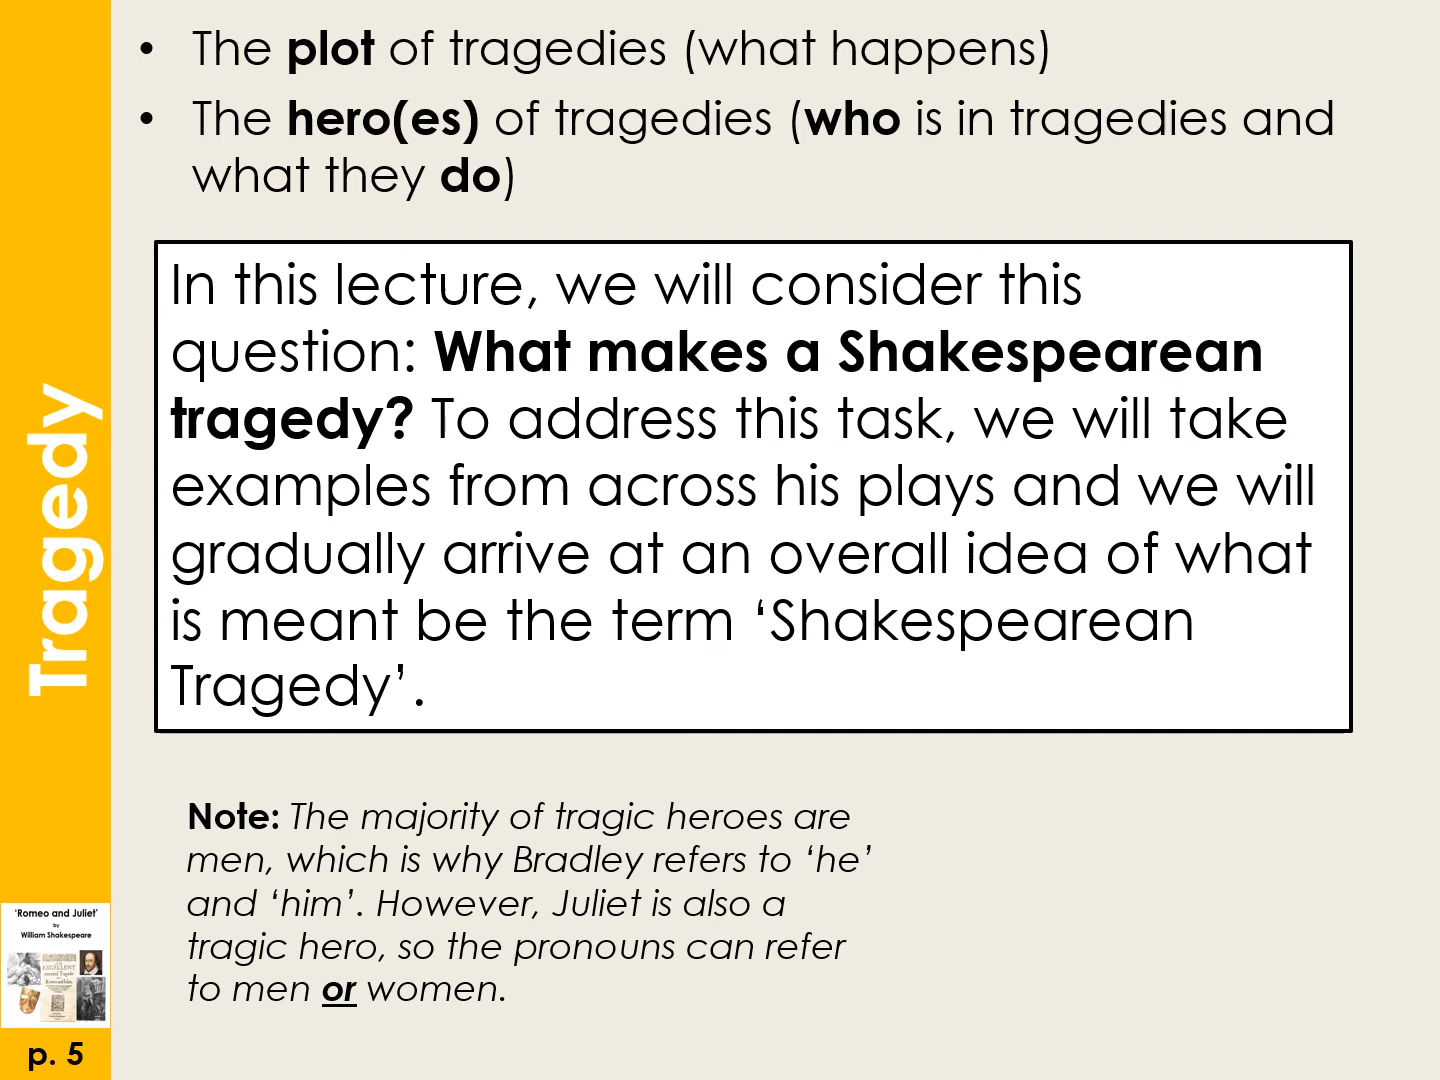 • The plot of tragedies (what happens)
• The hero(es) of tragedies (who is in tragedies and
what they do)
In this lecture, we will consider this
question: What makes a Shakespearean
tragedy? To address this task, we will take
examples from across his plays and we will
gradually arrive at an overall idea of what
is meant be the term ‘Shakespearean
Tragedy’.
Note: The majority of tragic heroes are
men, which is why Bradley refers to ‘he’
and ‘him’. However, Juliet is also a
tragic hero, so the pronouns can refer
to men or women.
Tragedy
‘Romeo and Juliet’
by
William Shakespeare
p. 5